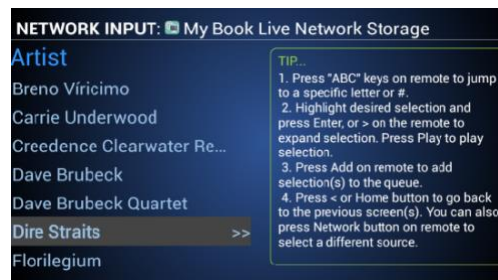 NETWORK INPUT: My Book Live Network Storage
Artist
Breno Víricimo
Carrie Underwood
Creedence Clearwater Re...
Dave Brubeck
Dave Brubeck Quartet
Dire Straits >>
Florilegium
TIP...
1. Press "ABC" keys on remote to jump
to a specific letter or #.
2. Highlight desired selection and
press Enter, or > on the remote to
expand selection. Press Play to play
selection.
3. Press Add on remote to add
selection(s) to the queue.
4. Press < or Home button to go back
to the previous screen(s). You can also
press Network button on remote to
select a different source.